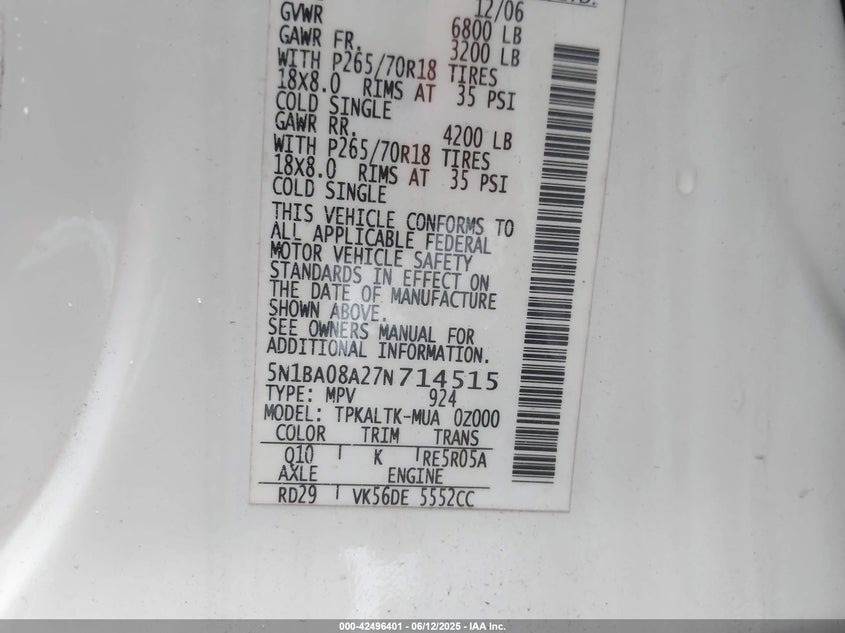 12/06
GVWR 6800 LB
GAWR FR. 3200 LB
WITH P265/70R18 TIRES
18X8.0 RIMS AT 35 PSI
COLD SINGLE
GAWR RR. 4200 LB
WITH P265/70R18 TIRES
18X8.0 RIMS AT 35 PSI
COLD SINGLE
THIS VEHICLE CONFORMS TO
ALL APPLICABLE FEDERAL
MOTOR VEHICLE SAFETY
STANDARDS IN EFFECT ON
THE DATE OF MANUFACTURE
SHOWN ABOVE.
SEE OWNERS MANUAL FOR
ADDITIONAL INFORMATION.
5N1BA08A27N714515
TYPE: MPV 924
MODEL: TPKALTK-MUA 0Z000
COLOR TRIM TRANS
Q10 K RE5R05A
AXLE ENGINE
RD29 VK56DE 5552CC
000-42496401 - 06/12/2025 - IAA Inc.